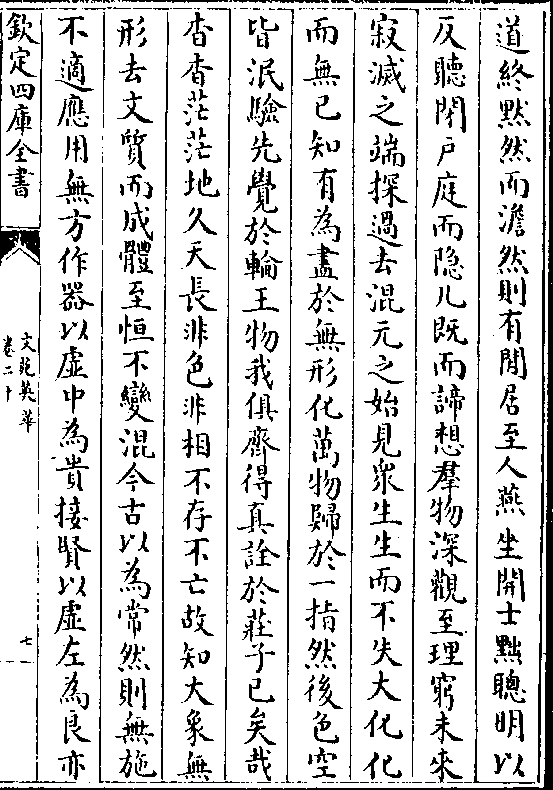 道終黙然而澹然則有閒居至人燕坐開士黜聰明以
反聽閉戸庭而隐几既而諦想羣物深觀至理窮未來
寂滅之端探過去混元之始見衆生生而不失大化化
而無已知有為盡於無形化萬物歸於一指然後色空
皆泯驗先覺於輪王物我俱齊得真詮於莊子已矣哉
杳杳茫茫地久天長非色非相不存不亡故知大象無
形去文質而成體至恒不變混今古以為常然則無施
不適應用無方作器以虚中為貴接賢以虚左為良亦
欽定四庫全書
文苑英華
卷二十
七